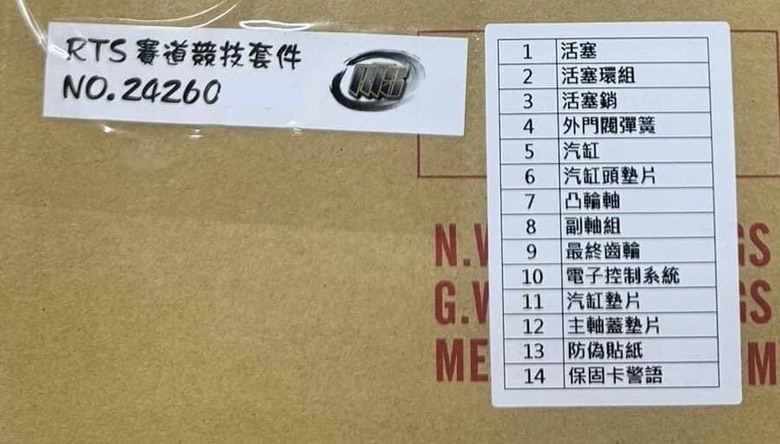 RTS 賽道競技套件
NO. 24260
RTS
1 活塞
2 活塞環組
3 活塞銷
4 外門閥彈簧
5 汽缸
6 汽缸頭墊片
7 凸輪軸
8 副軸組
9 最終齒輪
10 電子控制系統
11 汽缸墊片
12 主軸蓋墊片
13 防偽貼紙
14 保固卡警語
N.W GS
G.W GS
ME M